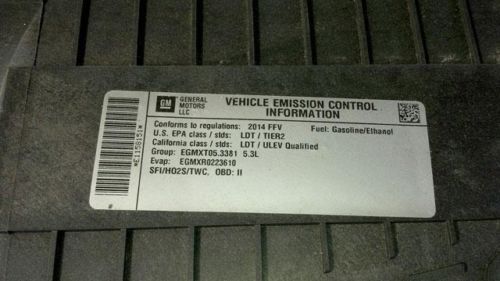 GM
GENERAL
MOTORS
LLC
VEHICLE EMISSION CONTROL
INFORMATION
Conforms to regulations: 2014 FFV
Fuel: Gasoline/Ethanol
U.S. EPA class / stds: LDT / TIER2
California class / stds: LDT / ULEV Qualified
Group: EGMXT05.3381 5.3L
Evap: EGMXR0223610
SFI/HO2S/TWC, OBD: II